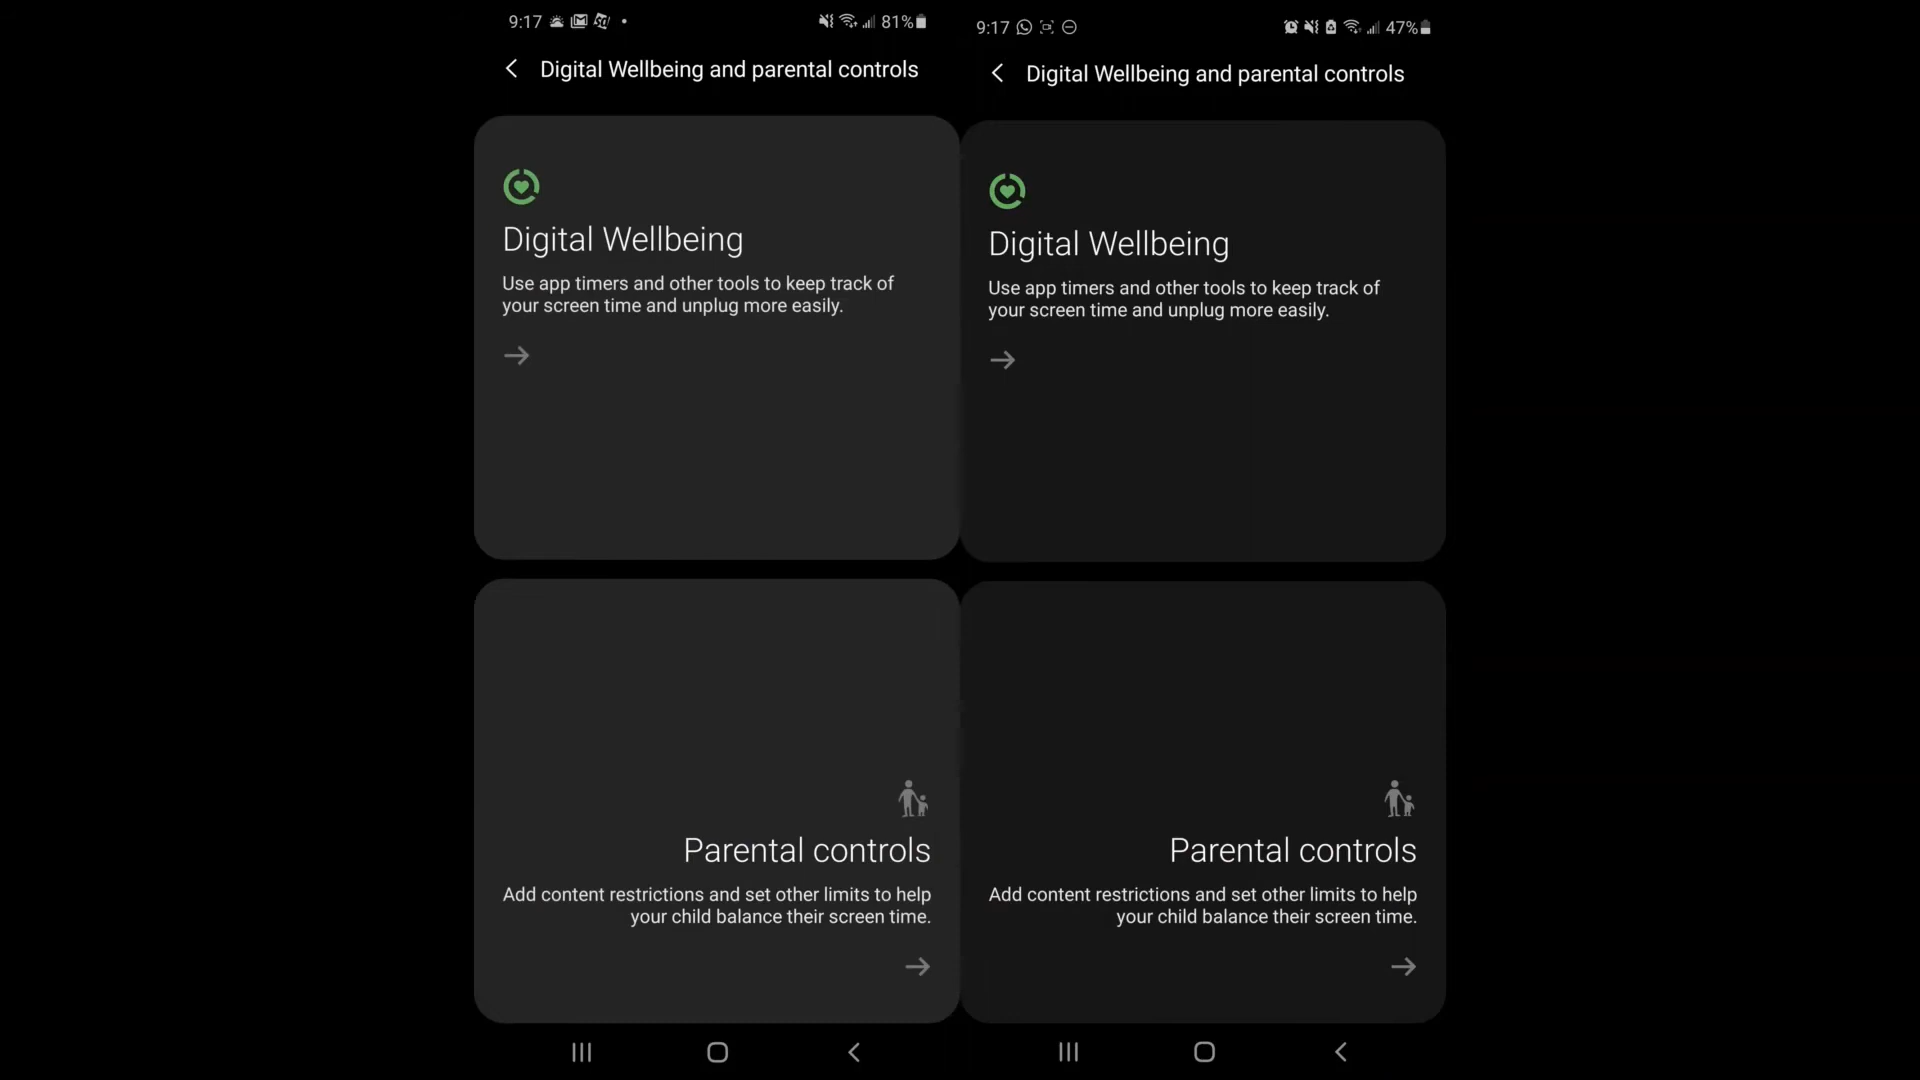 9:17
81%
Digital Wellbeing and parental controls
Digital Wellbeing
Use app timers and other tools to keep track of
your screen time and unplug more easily.
Parental controls
Add content restrictions and set other limits to help
your child balance their screen time.
9:17
47%
Digital Wellbeing and parental controls
Digital Wellbeing
Use app timers and other tools to keep track of
your screen time and unplug more easily.
Parental controls
Add content restrictions and set other limits to help
your child balance their screen time.